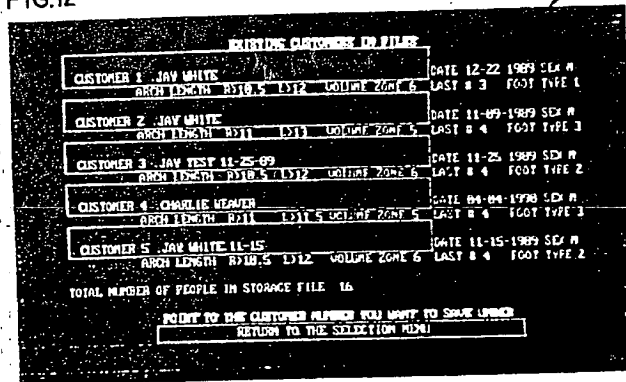 FIG.12
EXISTING CUSTOMERS IN FILES
CUSTOMER 1 JAY WHITE DATE 12-22 1989 SEX M
ARCH LENGTH R>10.5 L>12 VOLUME ZONE 6 LAST # 3 FOOT TYPE 1
CUSTOMER 2 JAY WHITE DATE 11-09-1989 SEX M
ARCH LENGTH R>11 L>13 VOLUME ZONE 5 LAST # 4 FOOT TYPE 3
CUSTOMER 3 JAY TEST 11-25-89 DATE 11-25 1989 SEX M
ARCH LENGTH R>10.5 L>12 VOLUME ZONE 6 LAST # 4 FOOT TYPE 2
CUSTOMER 4 CHARLIE WEAVER DATE 04-04-1990 SEX M
ARCH LENGTH R>11 L>11 5 VOLUME ZONE 5 LAST # 4 FOOT TYPE 3
CUSTOMER 5 JAY WHITE 11-15 DATE 11-15-1989 SEX M
ARCH LENGTH R>10.5 L>12 VOLUME ZONE 6 LAST # 4 FOOT TYPE 2
TOTAL NUMBER OF PEOPLE IN STORAGE FILE 16
POINT TO THE CUSTOMER NUMBER YOU WANT TO SAVE UNDER
RETURN TO THE SELECTION MENU